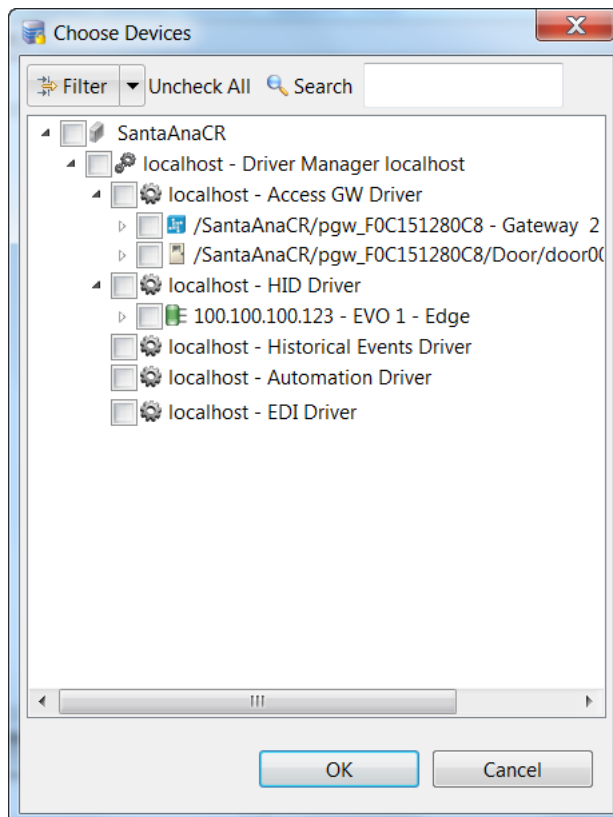 Choose Devices
Filter Uncheck All Search
SantaAnaCR
localhost - Driver Manager localhost
localhost - Access GW Driver
/SantaAnaCR/pgw_F0C151280C8 - Gateway 2
/SantaAnaCR/pgw_F0C151280C8/Door/door00
localhost - HID Driver
100.100.100.123 - EVO 1 - Edge
localhost - Historical Events Driver
localhost - Automation Driver
localhost - EDI Driver
OK Cancel